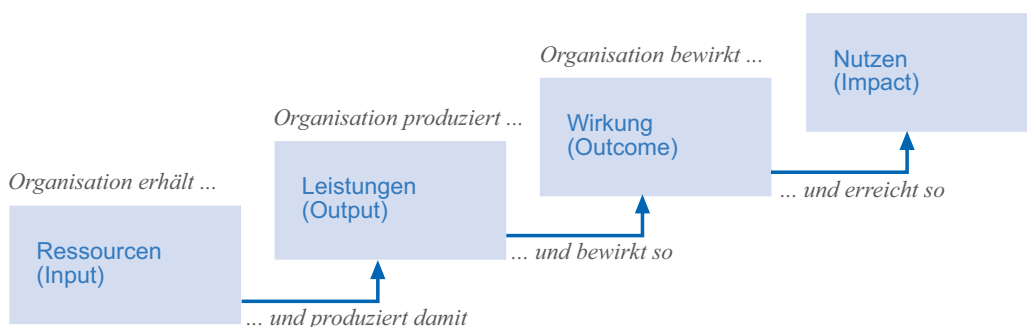 Organisation erhält ...
Ressourcen
(Input)
... und produziert damit
Organisation produziert ...
Leistungen
(Output)
... und bewirkt so
Organisation bewirkt ...
Wirkung
(Outcome)
... und erreicht so
Nutzen
(Impact)